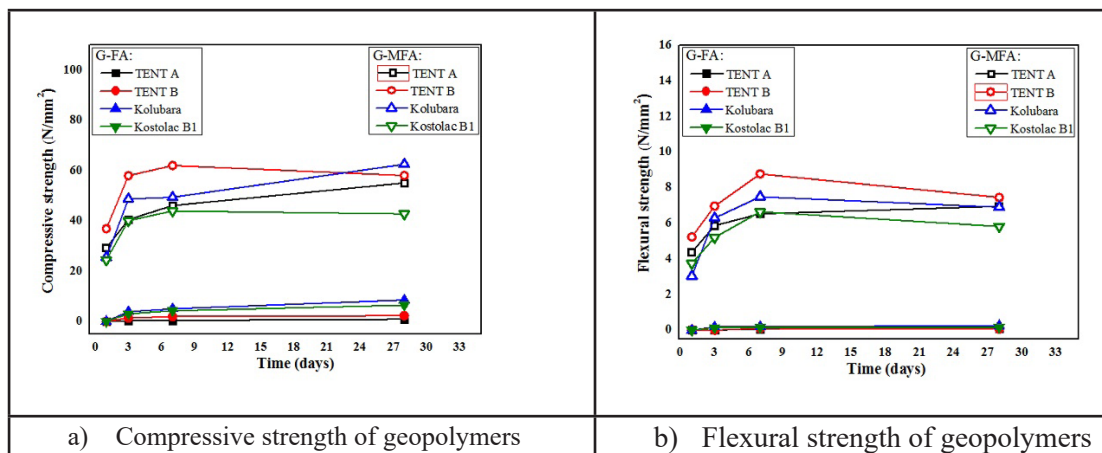 G-FA:
TENT A
TENT B
Kolubara
Kostolac B1
G-MFA:
TENT A
TENT B
Kolubara
Kostolac B1
100
80
60
40
20
0
Compressive strength (N/mm²)
0 3 6 9 12 15 18 21 24 27 30 33
Time (days)
a) Compressive strength of geopolymers
G-FA:
TENT A
TENT B
Kolubara
Kostolac B1
G-MFA:
TENT A
TENT B
Kolubara
Kostolac B1
16
14
12
10
8
6
4
2
0
Flexural strength (N/mm²)
0 3 6 9 12 15 18 21 24 27 30 33
Time (days)
b) Flexural strength of geopolymers